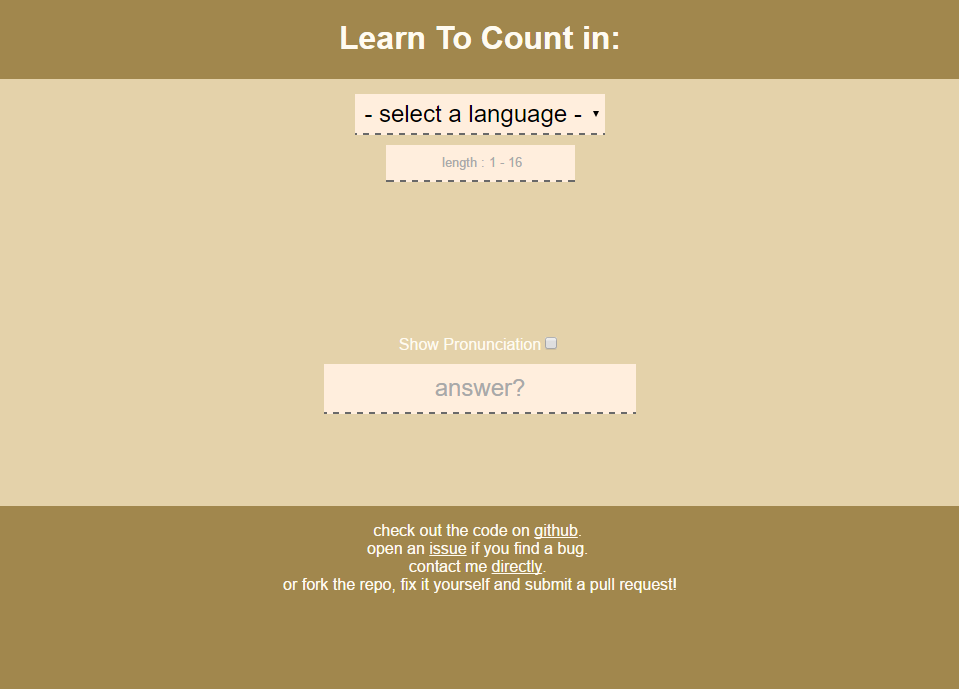 Learn To Count in:
- select a language -
length : 1 - 16
Show Pronunciation
answer?
check out the code on github.
open an issue if you find a bug.
contact me directly.
or fork the repo, fix it yourself and submit a pull request!